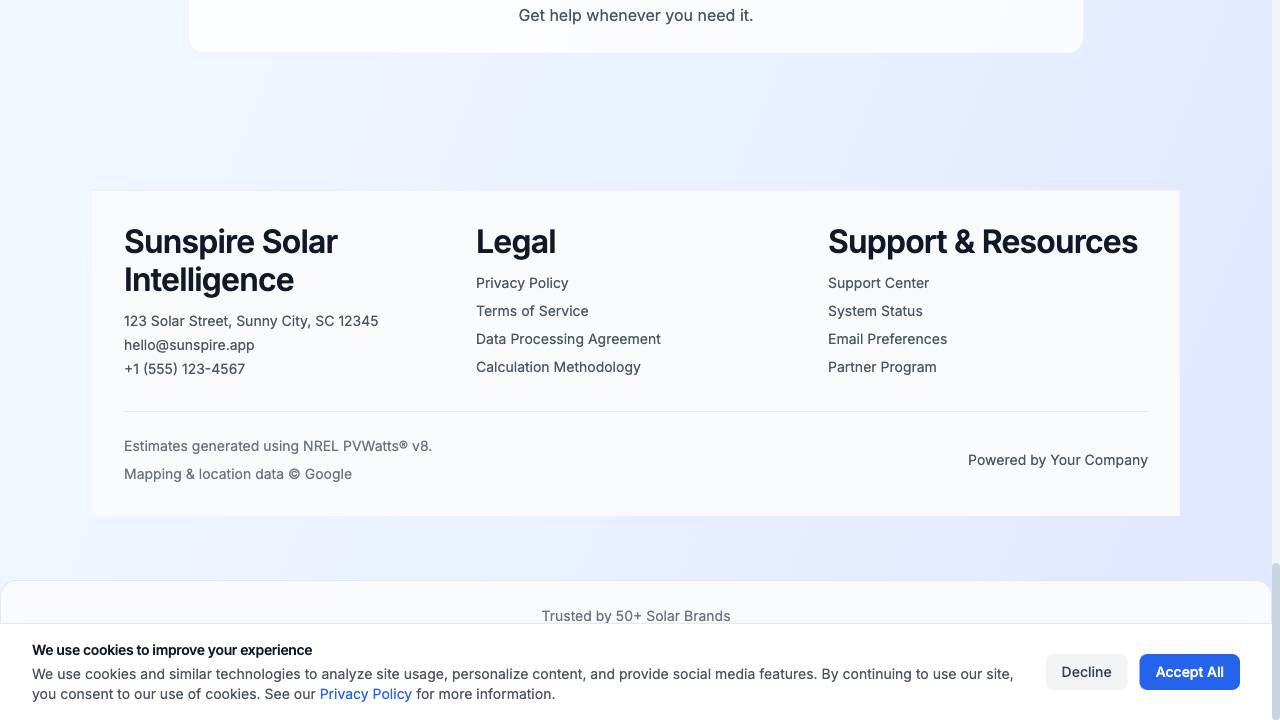 Get help whenever you need it.
Sunspire Solar
Intelligence
123 Solar Street, Sunny City, SC 12345
hello@sunspire.app
+1 (555) 123-4567
Legal
Privacy Policy
Terms of Service
Data Processing Agreement
Calculation Methodology
Support & Resources
Support Center
System Status
Email Preferences
Partner Program
Estimates generated using NREL PVWatts® v8.
Mapping & location data © Google
Powered by Your Company
Trusted by 50+ Solar Brands
We use cookies to improve your experience
We use cookies and similar technologies to analyze site usage, personalize content, and provide social media features. By continuing to use our site,
you consent to our use of cookies. See our Privacy Policy for more information.
Decline
Accept All